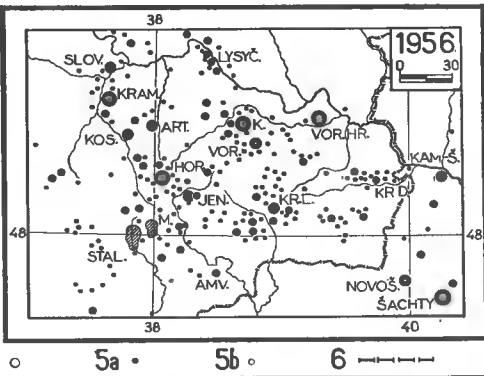 38
1956
0 30
SLOV.
LYSYČ.
KRAM.
ART.
K.
VOR. HR.
KOS.
VOR.
KAM. Š.
HOR.
JEN.
KR. L.
KR D.
48
M.
48
STAL.
AMV.
NOVOŠ.
ŠACHTY
38
40
5a
5b
6